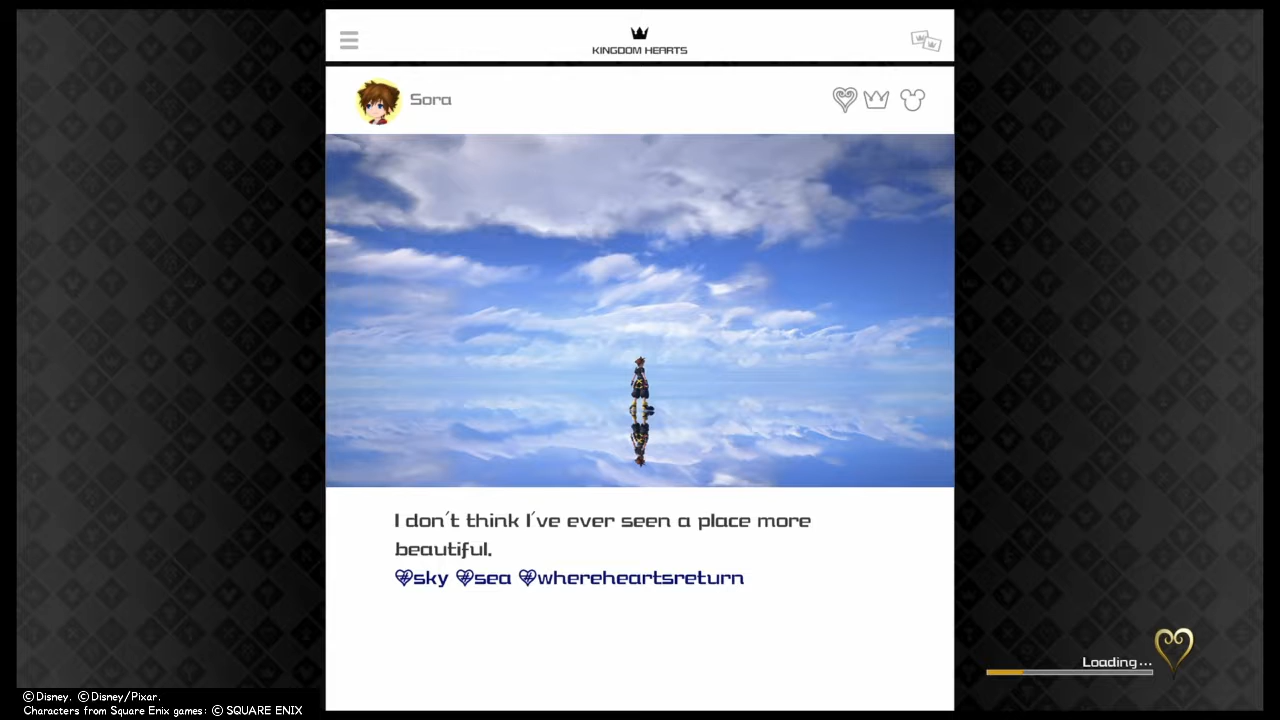 KINGDOM HEARTS
Sora
I don't think I've ever seen a place more
beautiful.
sky sea whereheartsreturn
Loading...
©Disney. ©Disney/Pixar.
Characters from Square Enix games: © SQUARE ENIX